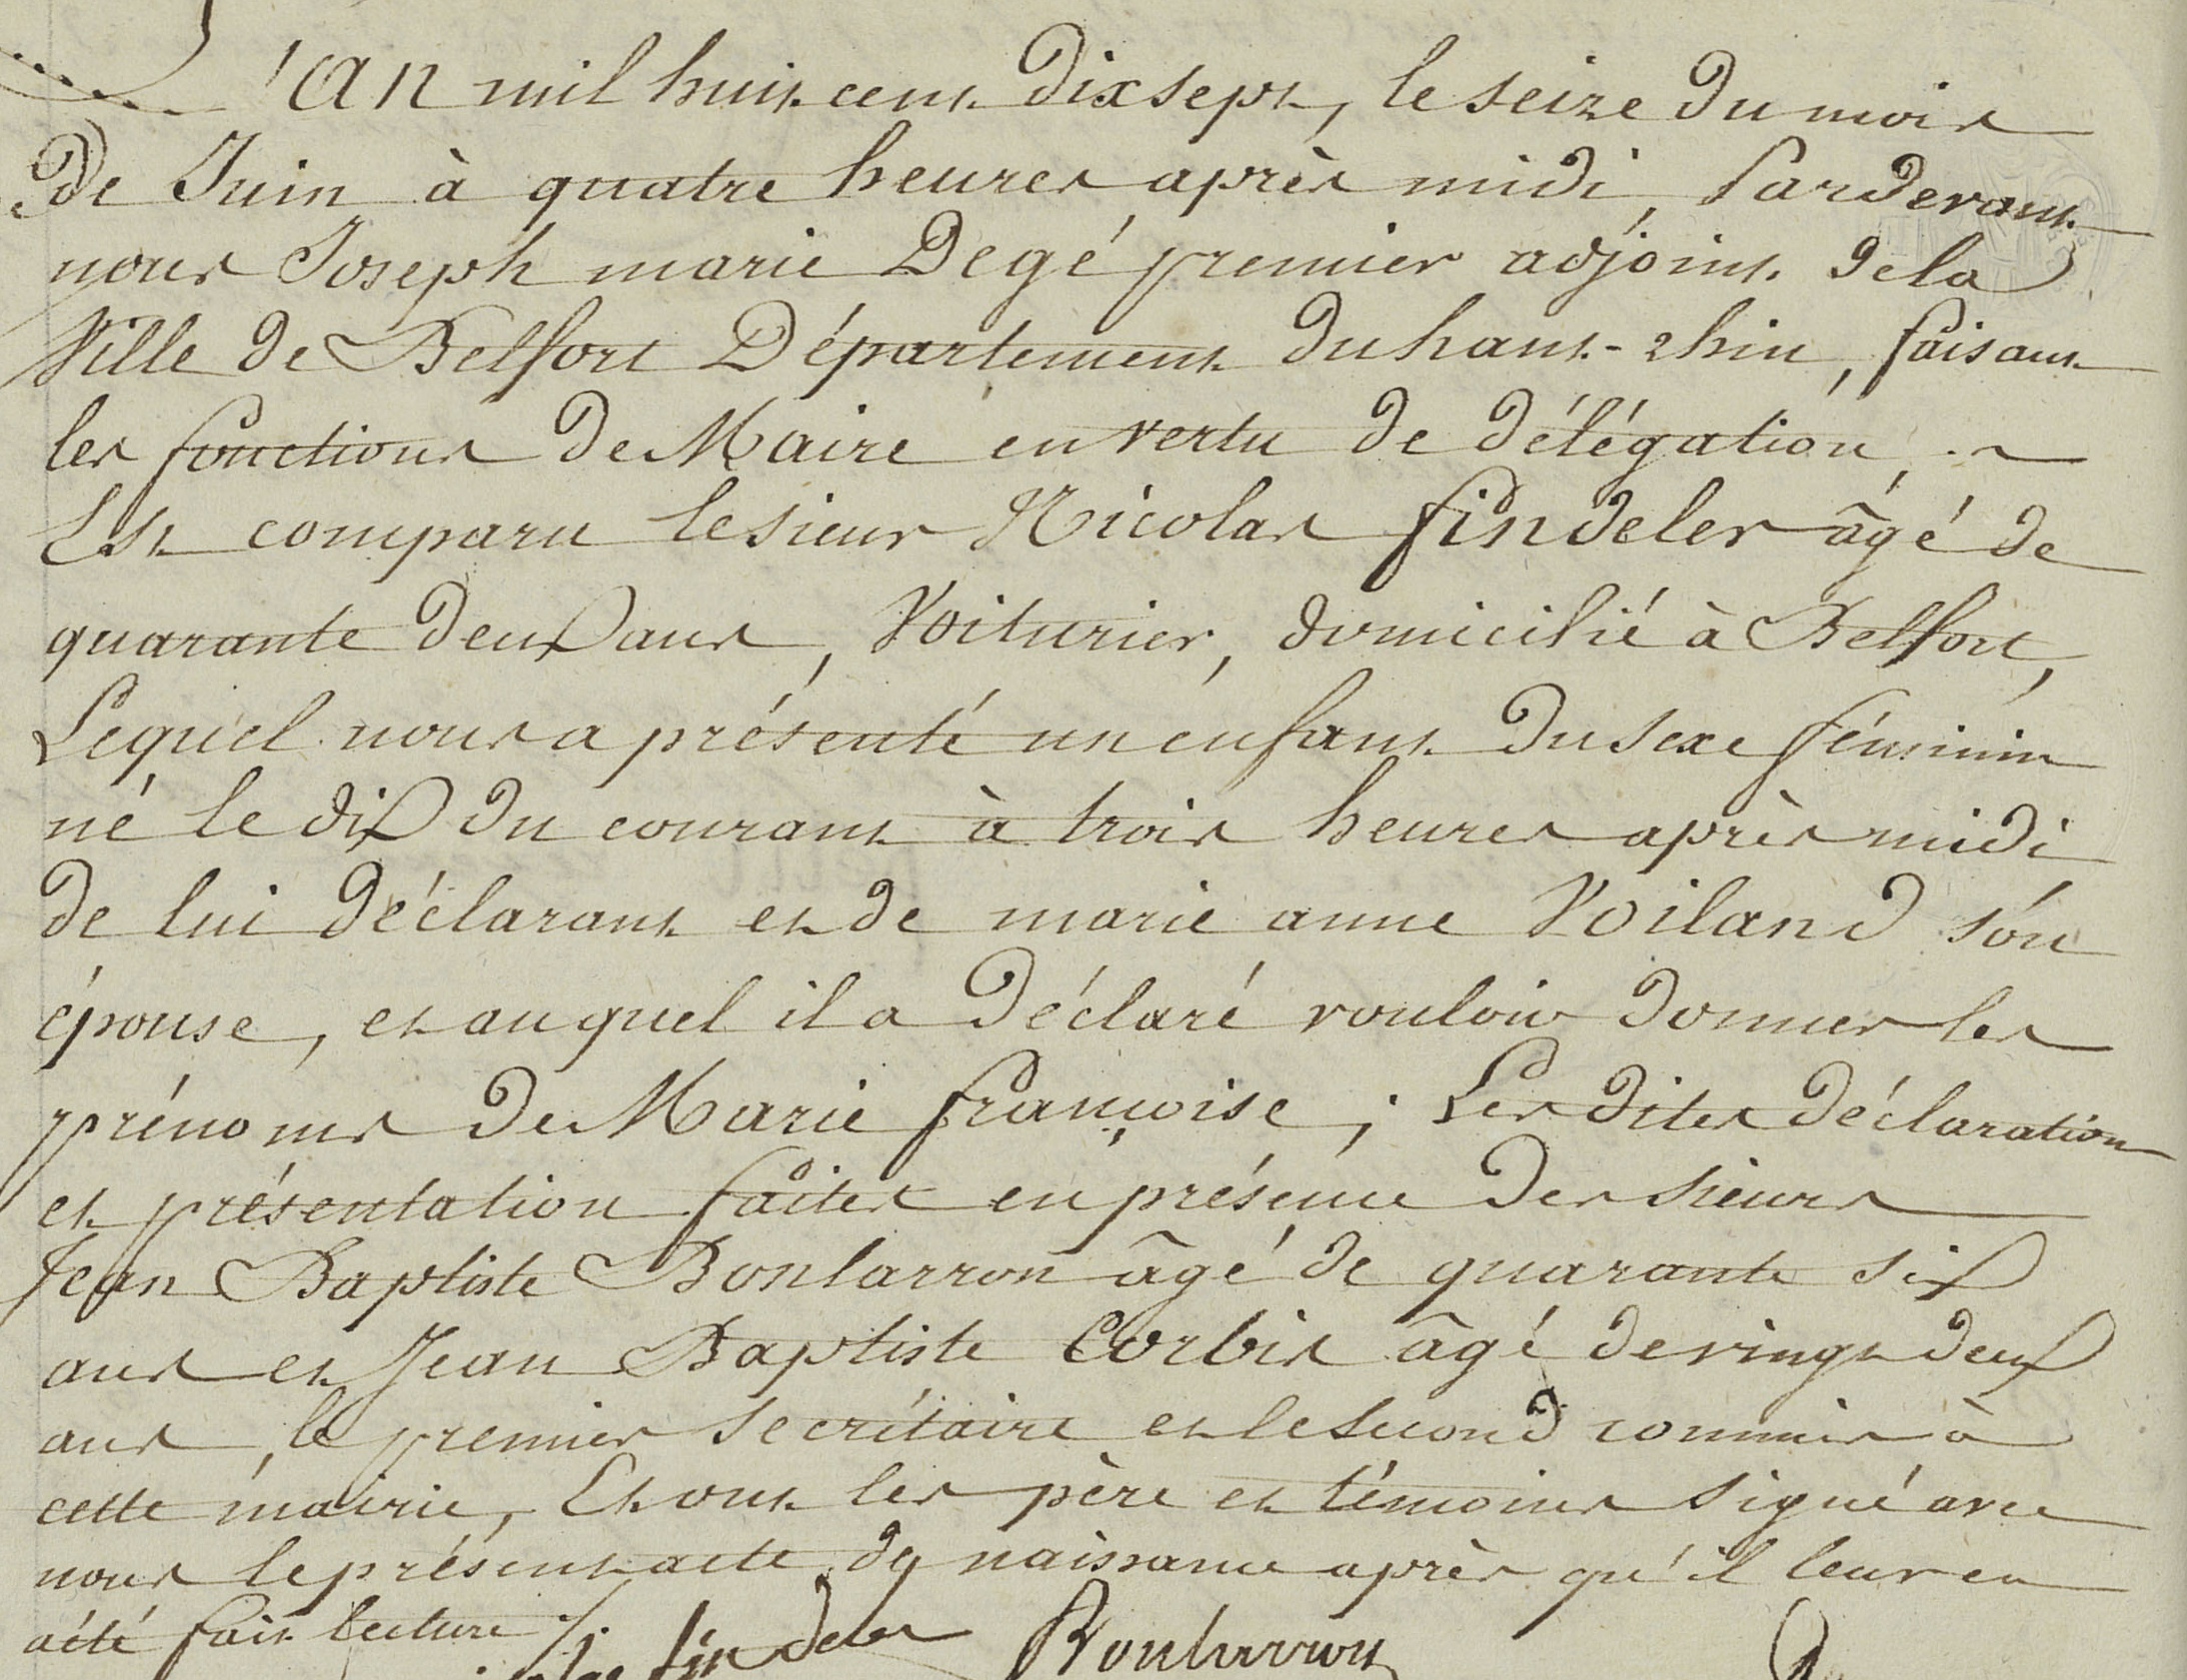 L'an mil huit cent dix sept, le seize du mois
de Juin à quatre heures après midi, Pardevant
nous Joseph marie Degé premier adjoint de la
Ville de Belfort Département du haut-rhin, faisant
les fonctions de Maire en vertu de délégation,
Est comparu le sieur Nicolas findeler âgé de
quarante deux ans, Voiturier, domicilié à Belfort,
Lequel nous a présenté un enfant du sexe féminin
né le dix du courant à trois heures après midi
de lui déclarant et de marie anne Voiland son
épouse, et auquel il a déclaré vouloir donner les
prénoms de Marie françoise ; Les dites déclaration
et présentation faites en présence des sieurs
Jean Baptiste Bontarron âgé de quarante six
ans et Jean Baptiste Corbis âgé de vingt deux
ans, le premier secrétaire et le second commis à
cette mairie, Et ont les père et témoins signé avec
nous le présent acte de naissance après qu'il leur en
a été fait lecture ./.
findeler Bontarron